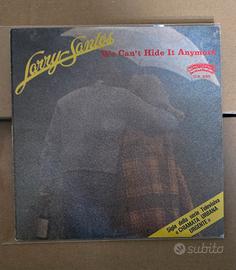 Larry Santos
We Can't Hide It Anymore
Sigla della serie Televisiva
« CHIAMATA URBANA
URGENTE »
subito